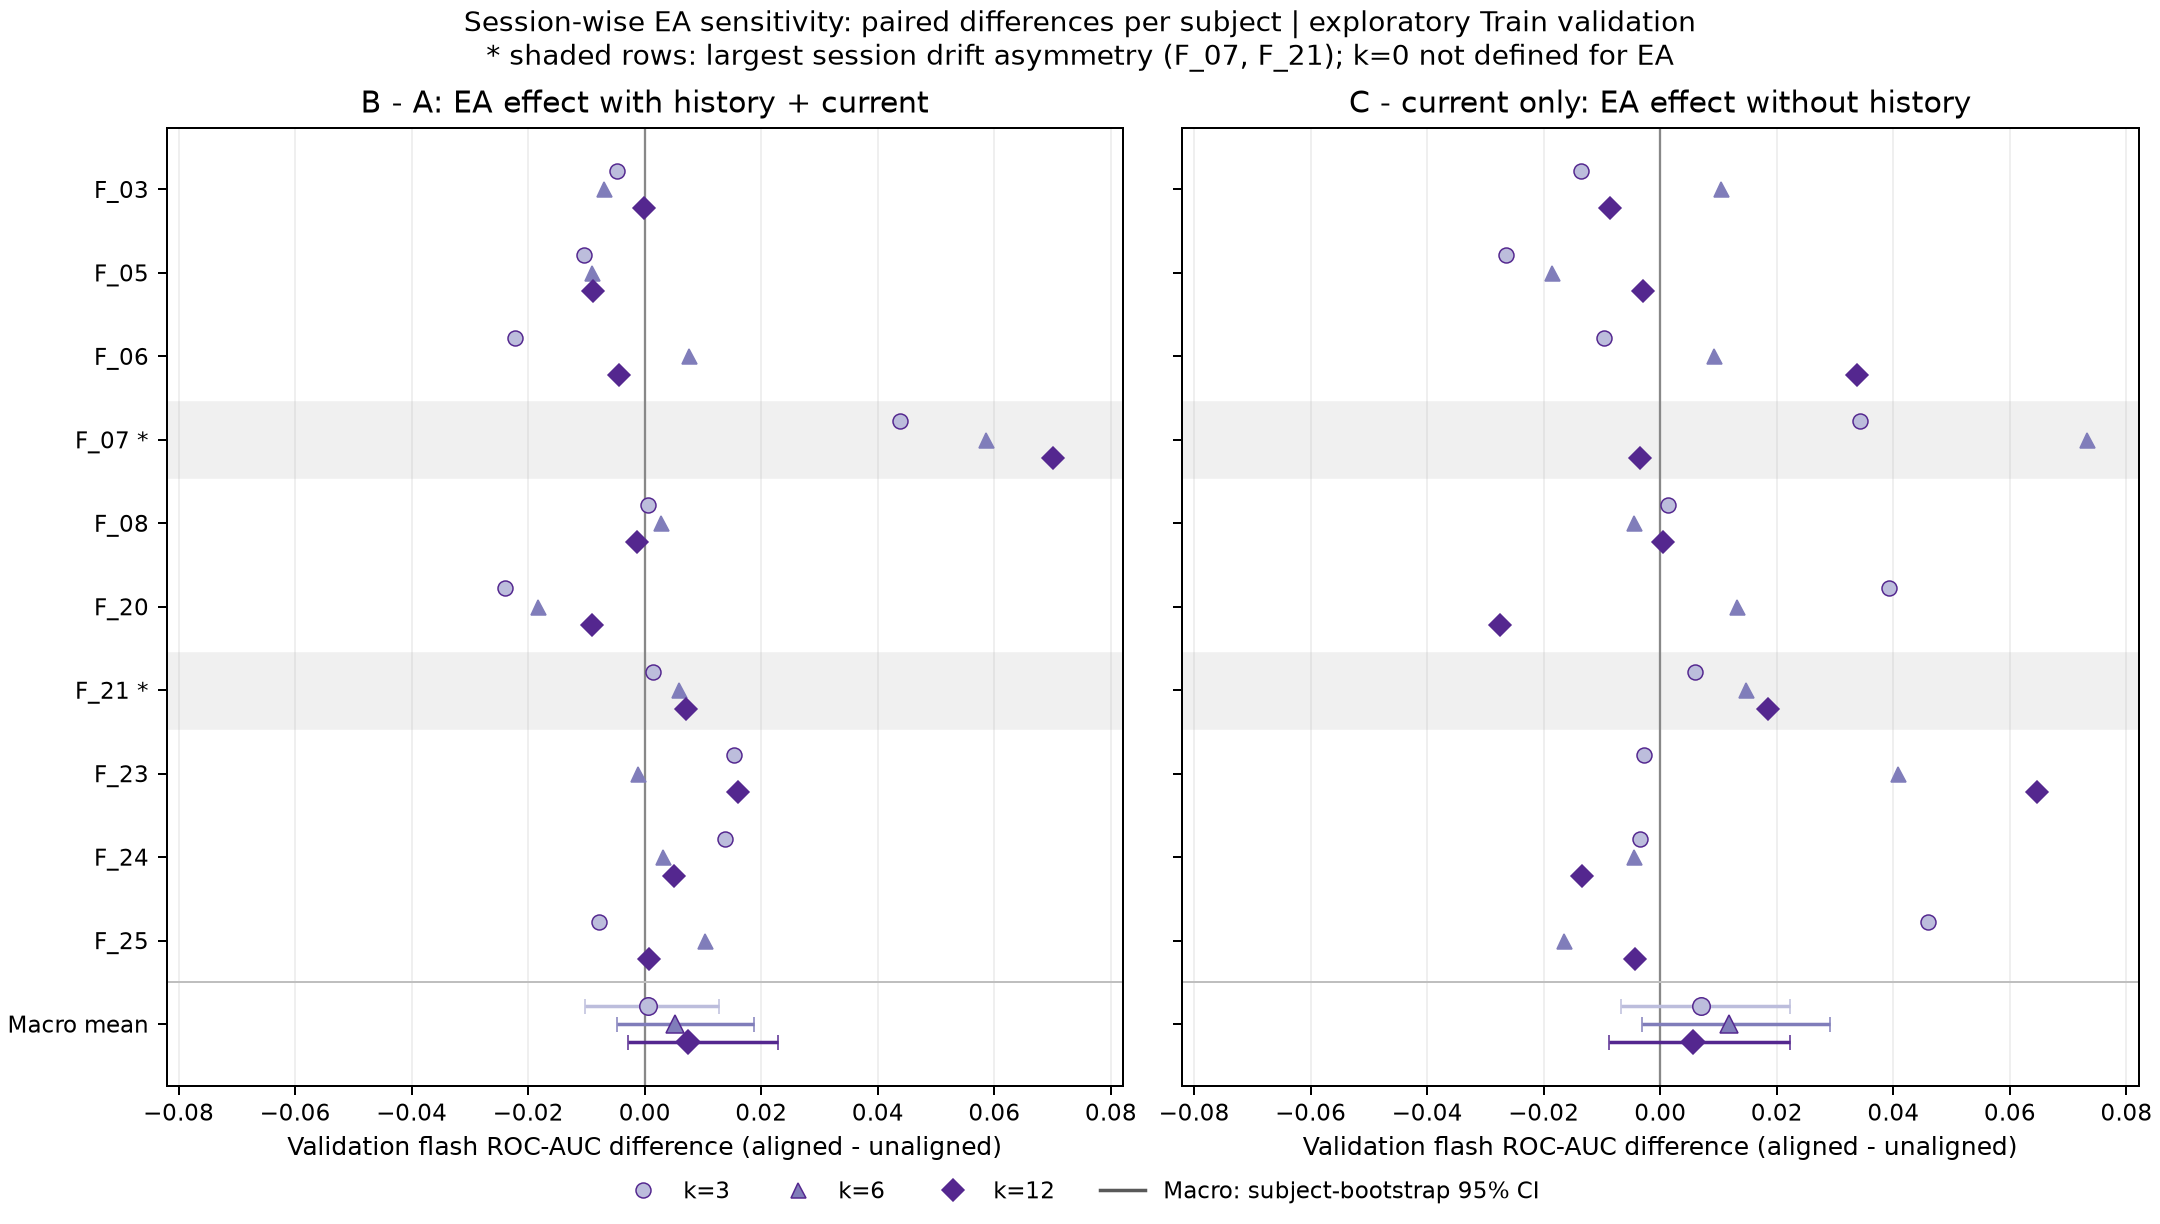 Session-wise EA sensitivity: paired differences per subject | exploratory Train validation
* shaded rows: largest session drift asymmetry (F_07, F_21); k=0 not defined for EA
B - A: EA effect with history + current
C - current only: EA effect without history
F_03
F_05
F_06
F_07 *
F_08
F_20
F_21 *
F_23
F_24
F_25
Macro mean
−0.08 −0.06 −0.04 −0.02 0.00 0.02 0.04 0.06 0.08
−0.08 −0.06 −0.04 −0.02 0.00 0.02 0.04 0.06 0.08
Validation flash ROC-AUC difference (aligned - unaligned)
Validation flash ROC-AUC difference (aligned - unaligned)
k=3 k=6 k=12 Macro: subject-bootstrap 95% CI